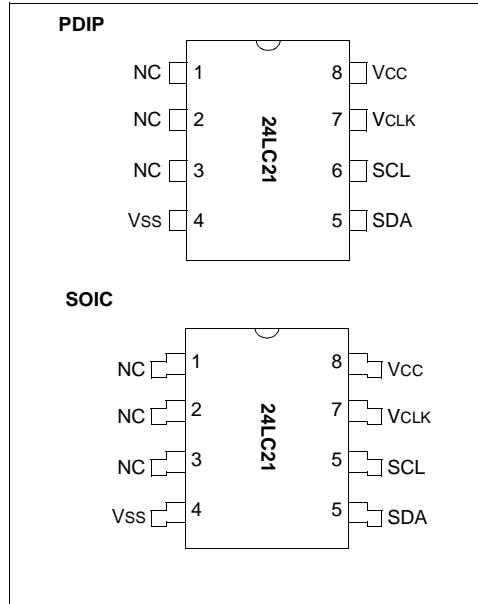 PDIP
NC 1 8 VCC
NC 2 7 VCLK
NC 3 6 SCL
VSS 4 5 SDA
24LC21
SOIC
NC 1 8 VCC
NC 2 7 VCLK
NC 3 5 SCL
VSS 4 5 SDA
24LC21